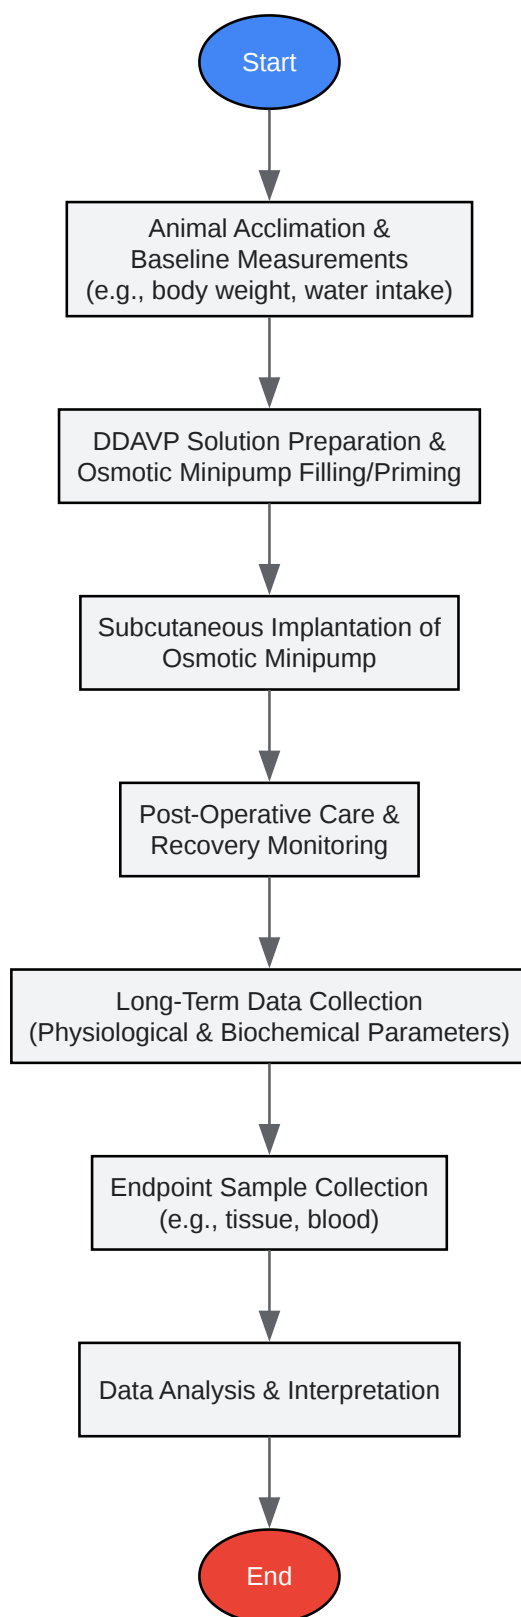 Start
Animal Acclimation &
Baseline Measurements
(e.g., body weight, water intake)
DDAVP Solution Preparation &
Osmotic Minipump Filling/Priming
Subcutaneous Implantation of
Osmotic Minipump
Post-Operative Care &
Recovery Monitoring
Long-Term Data Collection
(Physiological & Biochemical Parameters)
Endpoint Sample Collection
(e.g., tissue, blood)
Data Analysis & Interpretation
End